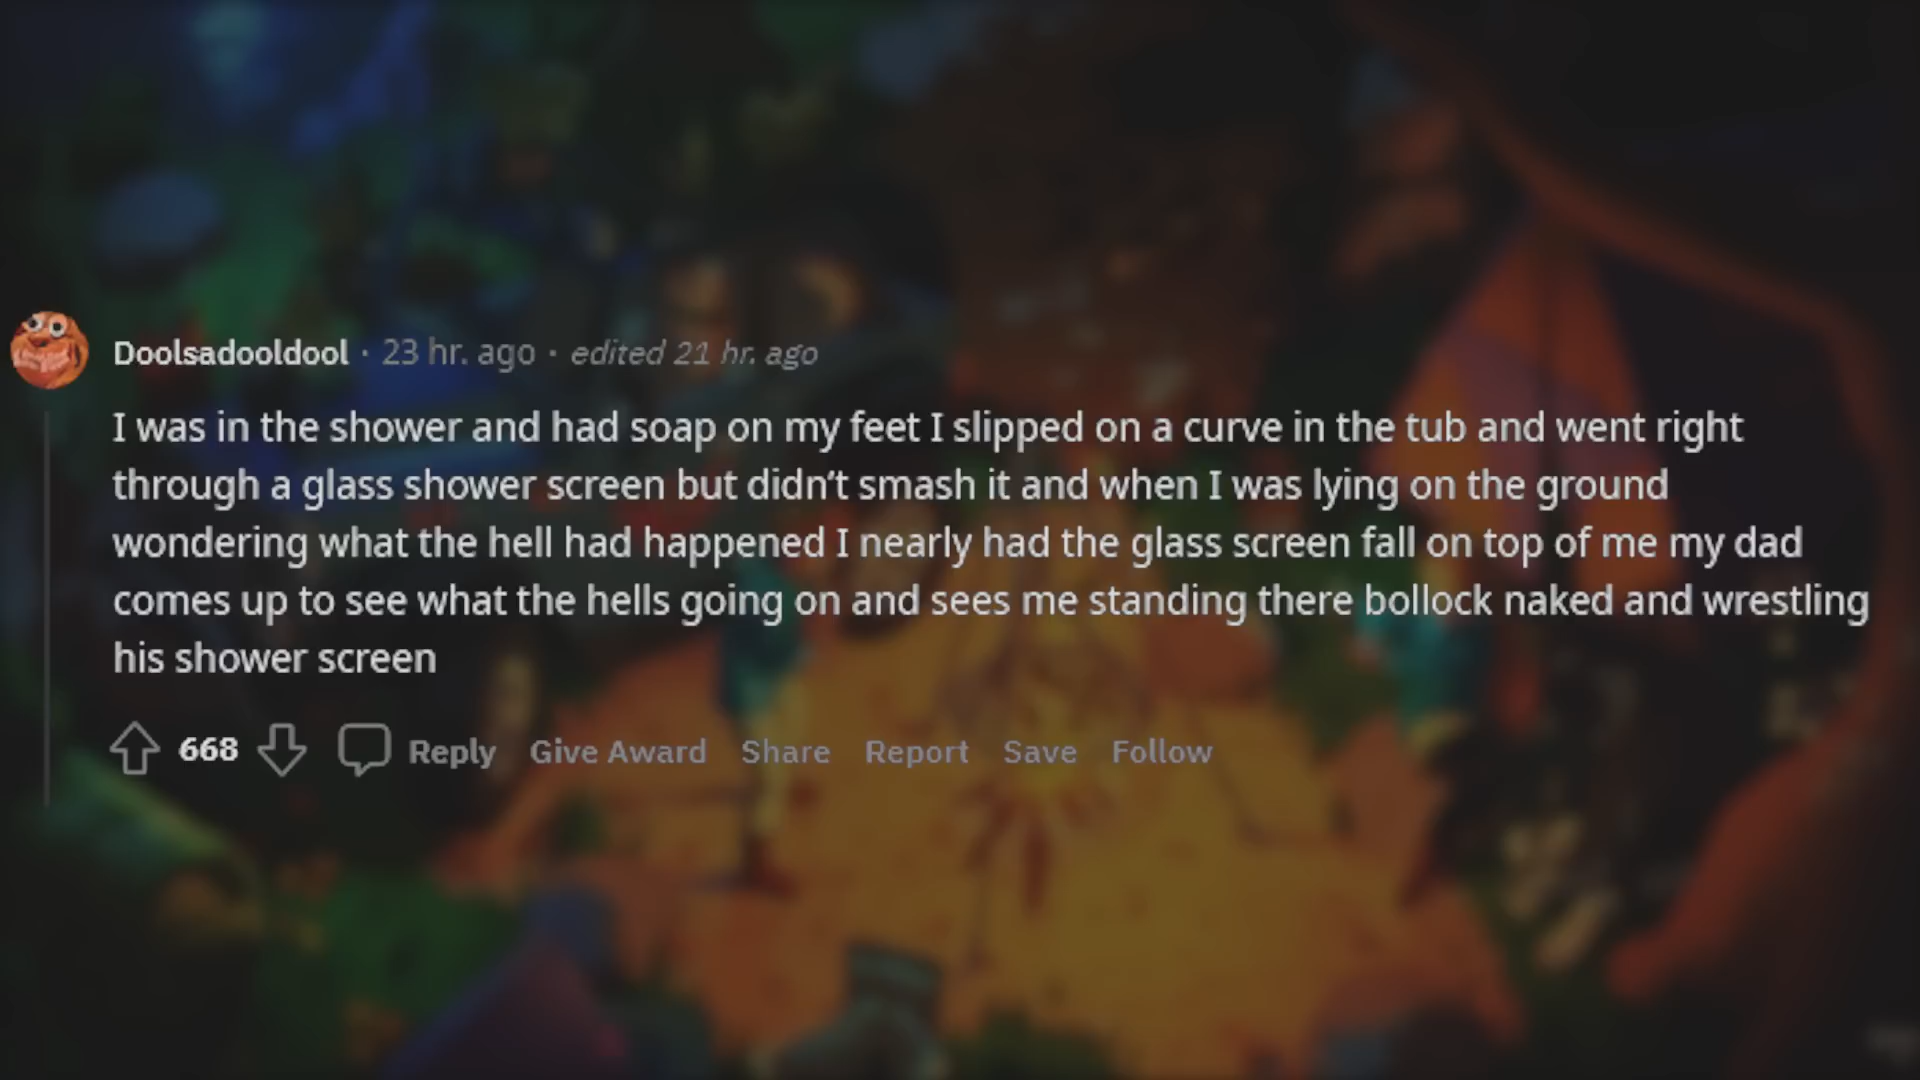 Doolsadooldool · 23 hr. ago · edited 21 hr. ago
I was in the shower and had soap on my feet I slipped on a curve in the tub and went right
through a glass shower screen but didn't smash it and when I was lying on the ground
wondering what the hell had happened I nearly had the glass screen fall on top of me my dad
comes up to see what the hells going on and sees me standing there bollock naked and wrestling
his shower screen
668 Reply Give Award Share Report Save Follow